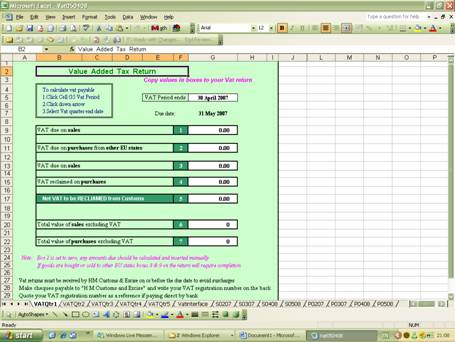 Microsoft Excel - Vat050408
File Edit View Insert Format Tools Data Window Help
Type a question for help
Arial 12 B I U
B2 fx Value Added Tax Return
A B C D E F G H I J K L M N O P
Value Added Tax Return
Copy values in boxes to your Vat return
To calculate vat payable
1.Click Cell G5 Vat Period
2.Click down arrow
3.Select Vat quarter end date
VAT Period ends 30 April 2007
Due date: 31 May 2007
VAT due on sales 1 0.00
VAT due on purchases from other EU states 2 0.00
VAT due on sales 3 0.00
VAT reclaimed on purchases 4 0.00
Net VAT to be RECLAIMED from Customs 5 0.00
Total value of sales excluding VAT 6 0
Total value of purchases excluding VAT 7 0
Note: Box 2 is set to zero, any amounts due should be calculated and inserted manually
If goods are bought or sold to other EU states boxes 8 & 9 on the return will require completion
Vat returns must be received by HM Customs & Excise on or before the due date to avoid surcharges
Make cheques payable to "HM Customs and Excise" and write your VAT registration number on the back
Quote your VAT registration number as a reference if paying direct by bank
VATQtr1 VATQtr2 VATQtr3 VATQtr4 VATQtr5 Vatinterface S0207 S0307 S0408 S0508 P0207 P0307 P0408 P0508
AutoShapes
Ready
NUM
start
Windows Live Messen...
2 Windows Explorer
Document1 - Microsof...
Vat050408
21:08